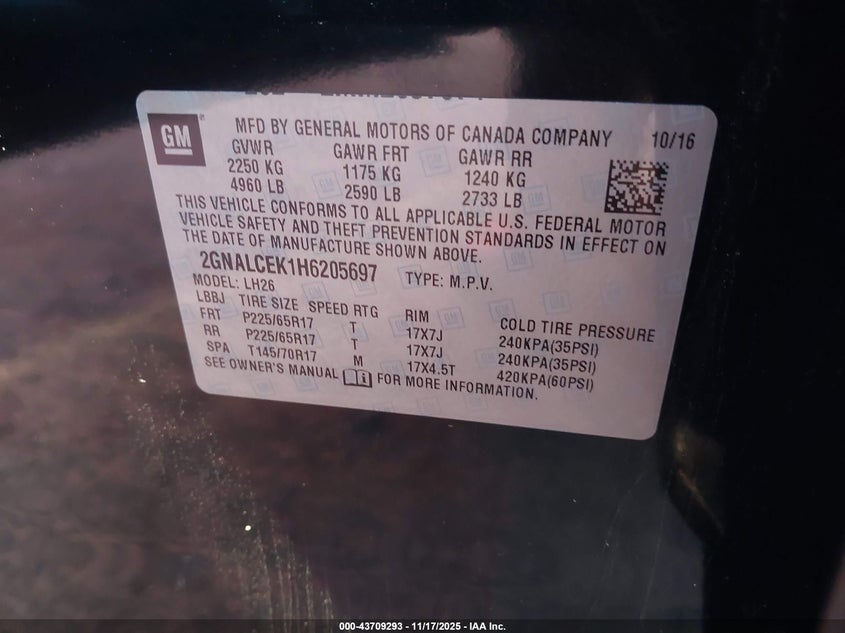 GM
MFD BY GENERAL MOTORS OF CANADA COMPANY 10/16
GVWR GAWR FRT GAWR RR
2250 KG 1175 KG 1240 KG
4960 LB 2590 LB 2733 LB
THIS VEHICLE CONFORMS TO ALL APPLICABLE U.S. FEDERAL MOTOR
VEHICLE SAFETY AND THEFT PREVENTION STANDARDS IN EFFECT ON
THE DATE OF MANUFACTURE SHOWN ABOVE.
2GNALCEK1H6205697 TYPE: M.P.V.
MODEL: LH26
LBBJ TIRE SIZE SPEED RTG RIM COLD TIRE PRESSURE
FRT P225/65R17 T 17X7J 240KPA(35PSI)
RR P225/65R17 T 17X7J 240KPA(35PSI)
SPA T145/70R17 M 17X4.5T 420KPA(60PSI)
SEE OWNER'S MANUAL FOR MORE INFORMATION.
000-43709293 - 11/17/2025 - IAA Inc.